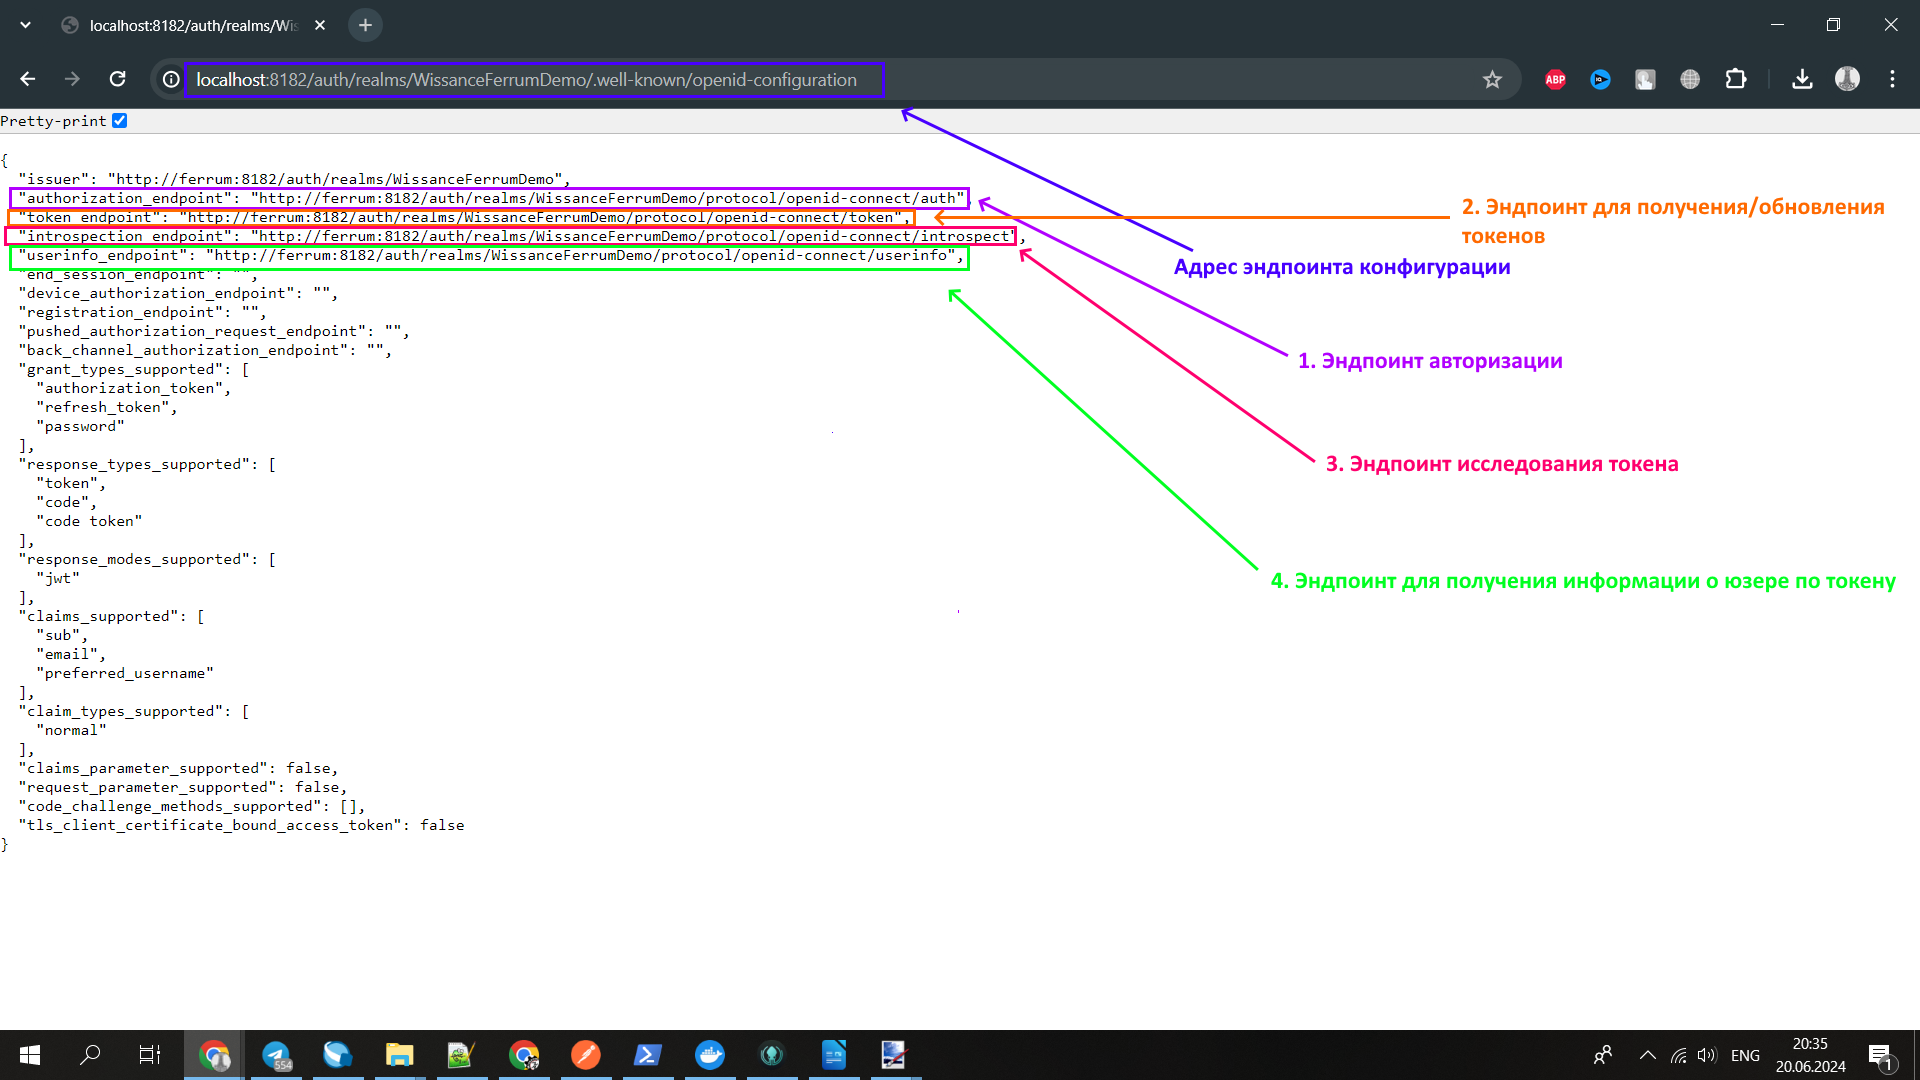 localhost:8182/auth/realms/Wis
localhost:8182/auth/realms/WissanceFerrumDemo/.well-known/openid-configuration
ABP
Pretty-print
{
"issuer": "http://ferrum:8182/auth/realms/WissanceFerrumDemo",
"authorization_endpoint": "http://ferrum:8182/auth/realms/WissanceFerrumDemo/protocol/openid-connect/auth",
"token_endpoint": "http://ferrum:8182/auth/realms/WissanceFerrumDemo/protocol/openid-connect/token",
"introspection_endpoint": "http://ferrum:8182/auth/realms/WissanceFerrumDemo/protocol/openid-connect/introspect",
"userinfo_endpoint": "http://ferrum:8182/auth/realms/WissanceFerrumDemo/protocol/openid-connect/userinfo",
"end_session_endpoint": "",
"device_authorization_endpoint": "",
"registration_endpoint": "",
"pushed_authorization_request_endpoint": "",
"back_channel_authorization_endpoint": "",
"grant_types_supported": [
"authorization_token",
"refresh_token",
"password"
],
"response_types_supported": [
"token",
"code",
"code token"
],
"response_modes_supported": [
"jwt"
],
"claims_supported": [
"sub",
"email",
"preferred_username"
],
"claim_types_supported": [
"normal"
],
"claims_parameter_supported": false,
"request_parameter_supported": false,
"code_challenge_methods_supported": [],
"tls_client_certificate_bound_access_token": false
}
2. Эндпоинт для получения/обновления
токенов
Адрес эндпоинта конфигурации
1. Эндпоинт авторизации
3. Эндпоинт исследования токена
4. Эндпоинт для получения информации о юзере по токену
554
ENG
20:35
20.06.2024
1